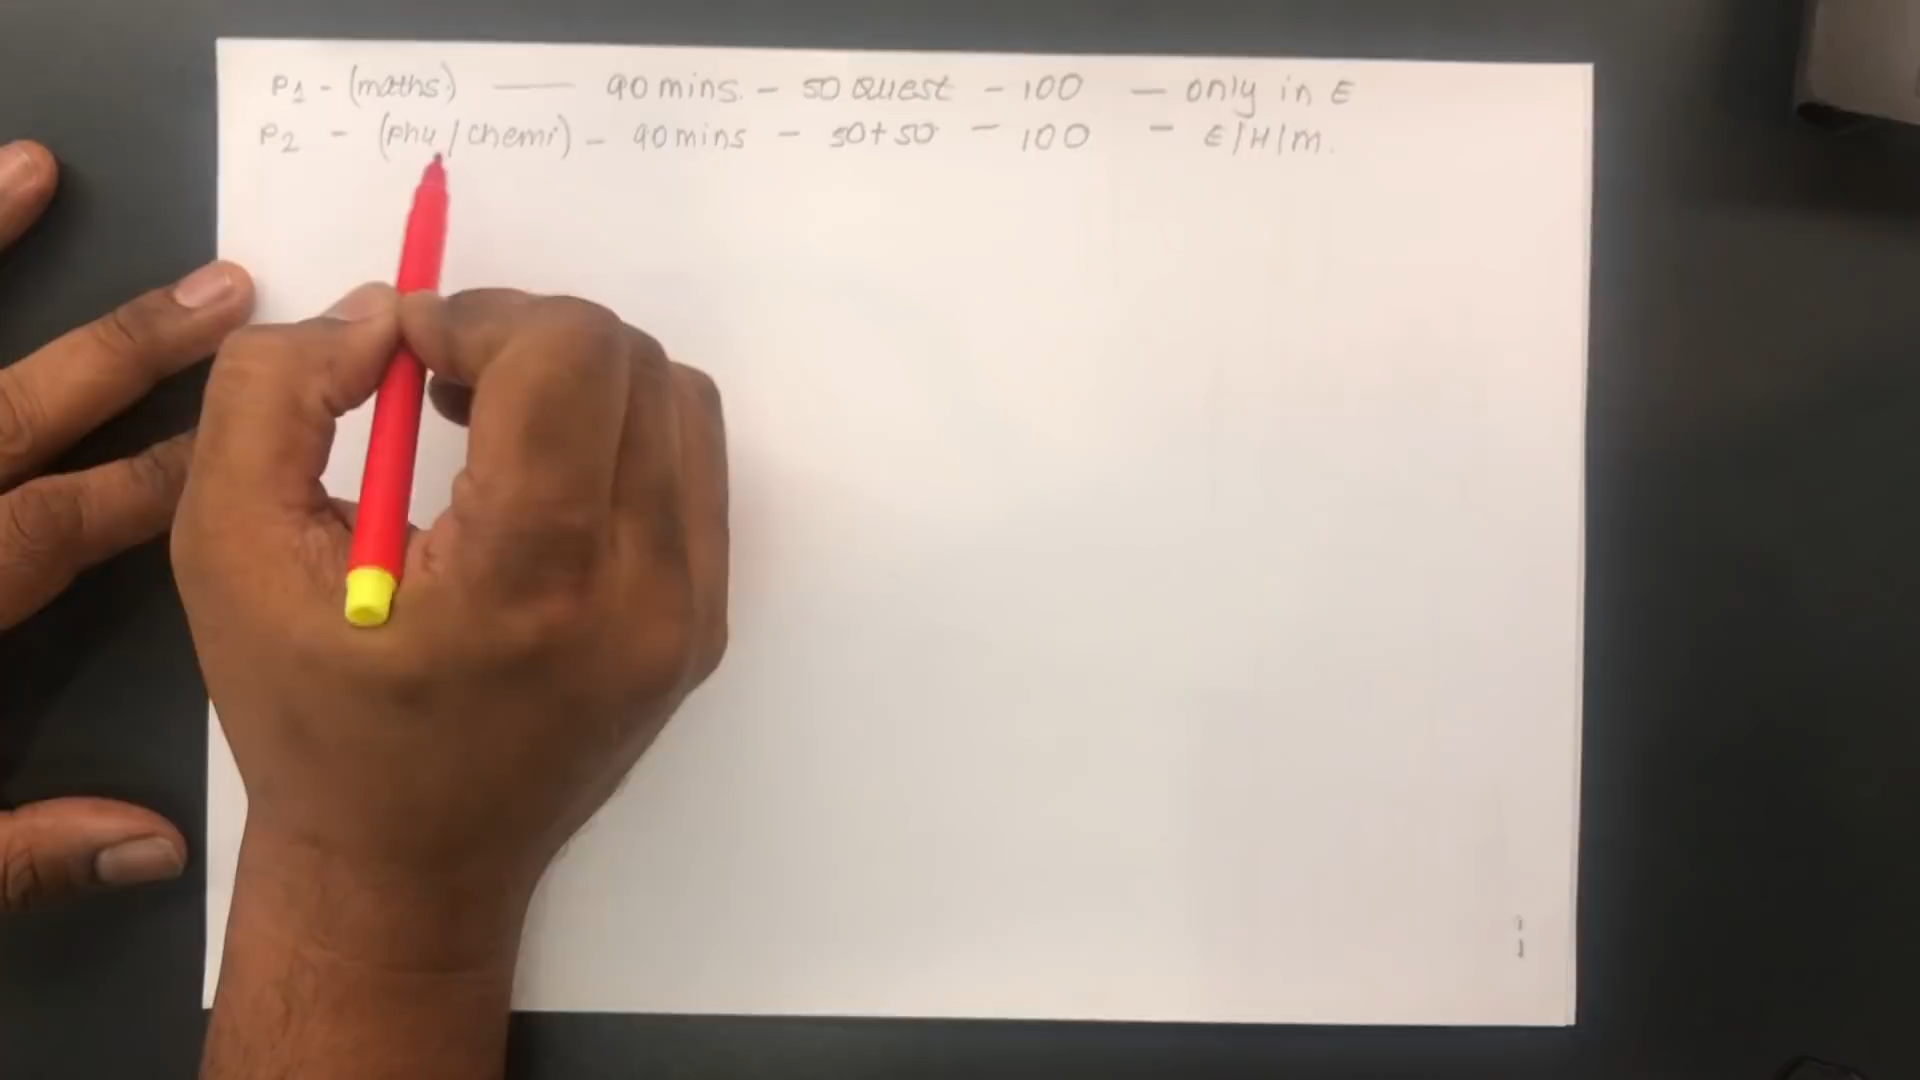 P1 - (maths) —— 90 mins. - 50 Quest - 100 — only in E
P2 - (phy/chemi) - 90 mins - 50+50 - 100 - E/H/M.